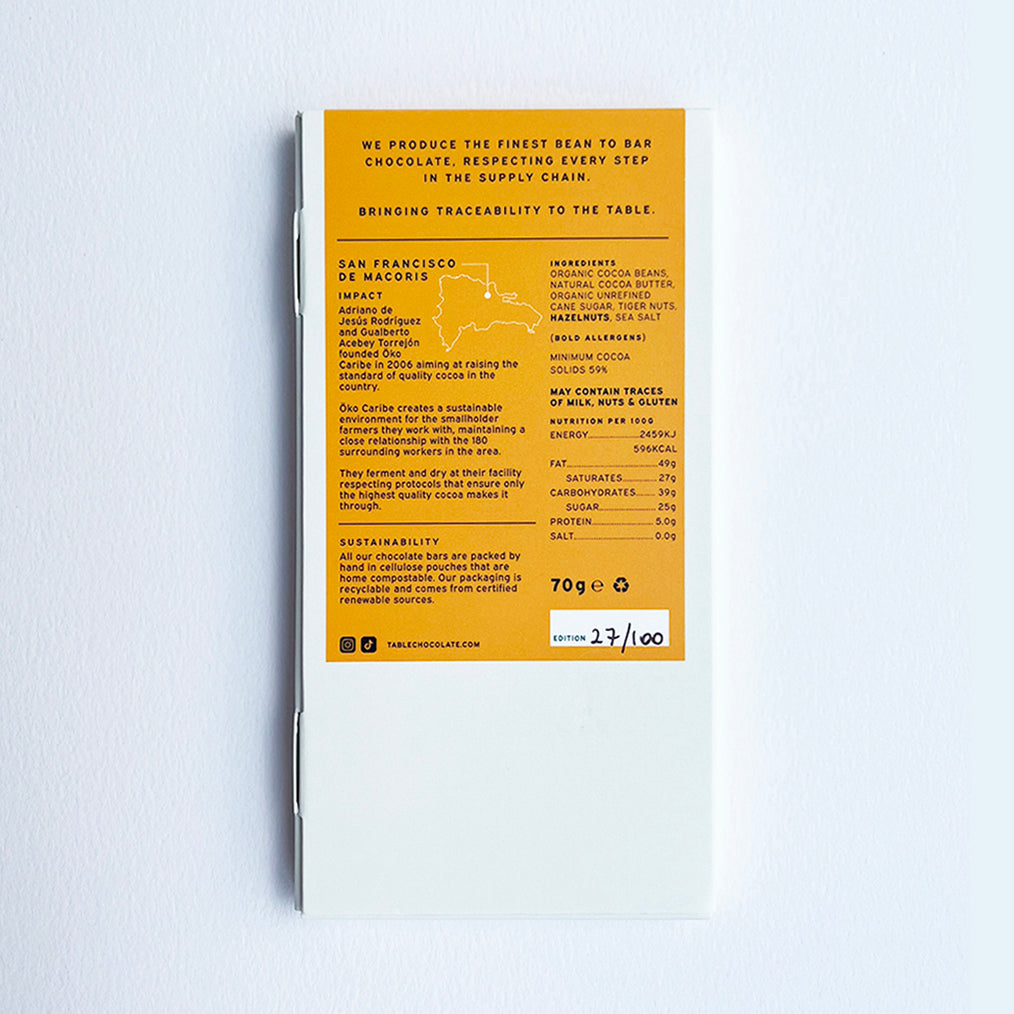 WE PRODUCE THE FINEST BEAN TO BAR
CHOCOLATE, RESPECTING EVERY STEP
IN THE SUPPLY CHAIN.
BRINGING TRACEABILITY TO THE TABLE.
SAN FRANCISCO
DE MACORIS
IMPACT
Adriano de
Jesús Rodríguez
and Gualberto
Acebey Torrejón
founded Öko
Caribe in 2006 aiming at raising the
standard of quality cocoa in the
country.
Öko Caribe creates a sustainable
environment for the smallholder
farmers they work with, maintaining a
close relationship with the 180
surrounding workers in the area.
They ferment and dry at their facility
respecting protocols that ensure only
the highest quality cocoa makes it
through.
SUSTAINABILITY
All our chocolate bars are packed by
hand in cellulose pouches that are
home compostable. Our packaging is
recyclable and comes from certified
renewable sources.
TABLECHOCOLATE.COM
INGREDIENTS
ORGANIC COCOA BEANS,
NATURAL COCOA BUTTER,
ORGANIC UNREFINED
CANE SUGAR, TIGER NUTS,
HAZELNUTS, SEA SALT
(BOLD ALLERGENS)
MINIMUM COCOA
SOLIDS 59%
MAY CONTAIN TRACES
OF MILK, NUTS & GLUTEN
NUTRITION PER 100G
ENERGY 2459KJ
596KCAL
FAT 49g
SATURATES 27g
CARBOHYDRATES 39g
SUGAR 25g
PROTEIN 5.0g
SALT 0.0g
70g ℮
EDITION 27/100